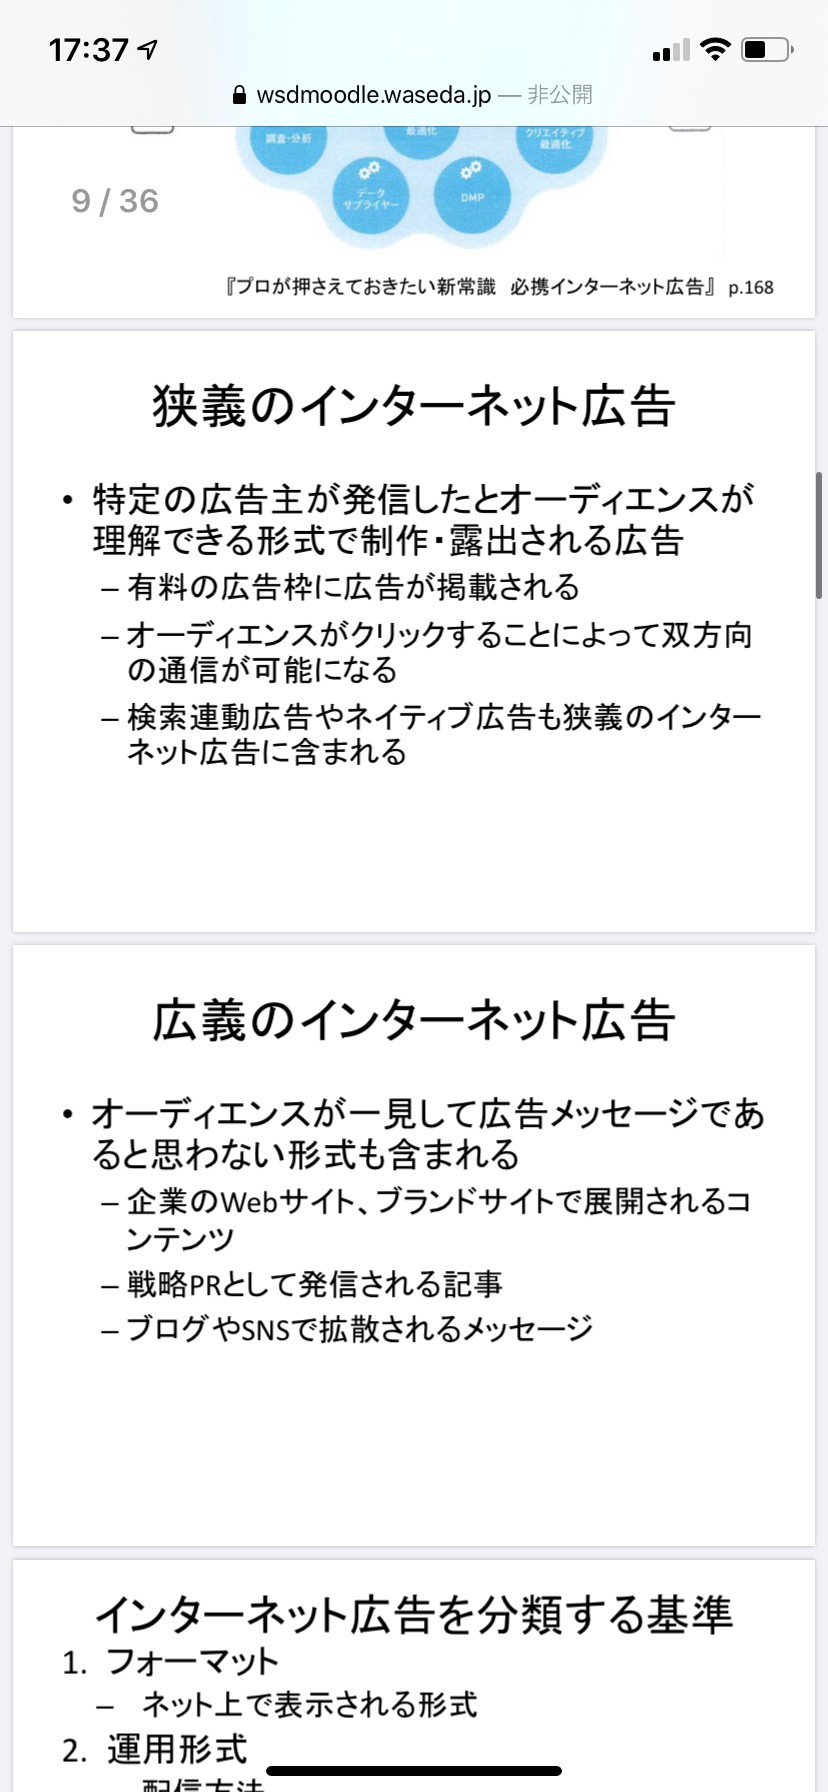 17:37
wsdmoodle.waseda.jp — 非公開
調査・分析
最適化
クリエイティブ
最適化
9 / 36
データ
サプライヤー
DMP
『プロが押さえておきたい新常識　必携インターネット広告』 p.168
狭義のインターネット広告
• 特定の広告主が発信したとオーディエンスが
理解できる形式で制作・露出される広告
– 有料の広告枠に広告が掲載される
– オーディエンスがクリックすることによって双方向
の通信が可能になる
– 検索連動広告やネイティブ広告も狭義のインター
ネット広告に含まれる
広義のインターネット広告
• オーディエンスが一見して広告メッセージであ
ると思わない形式も含まれる
– 企業のWebサイト、ブランドサイトで展開されるコ
ンテンツ
– 戦略PRとして発信される記事
– ブログやSNSで拡散されるメッセージ
インターネット広告を分類する基準
1. フォーマット
– ネット上で表示される形式
2. 運用形式
配信方法